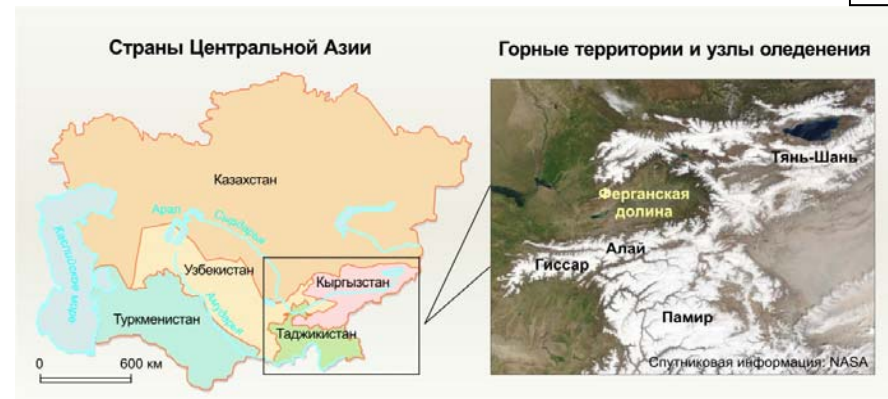 Страны Центральной Азии
Казахстан
Арал
Сырдарья
Каспийское море
Узбекистан
Кыргызстан
Амударья
Туркменистан
Таджикистан
0 600 км
Горные территории и узлы оледенения
Тянь-Шань
Ферганская
долина
Алай
Гиссар
Памир
Спутниковая информация: NASA